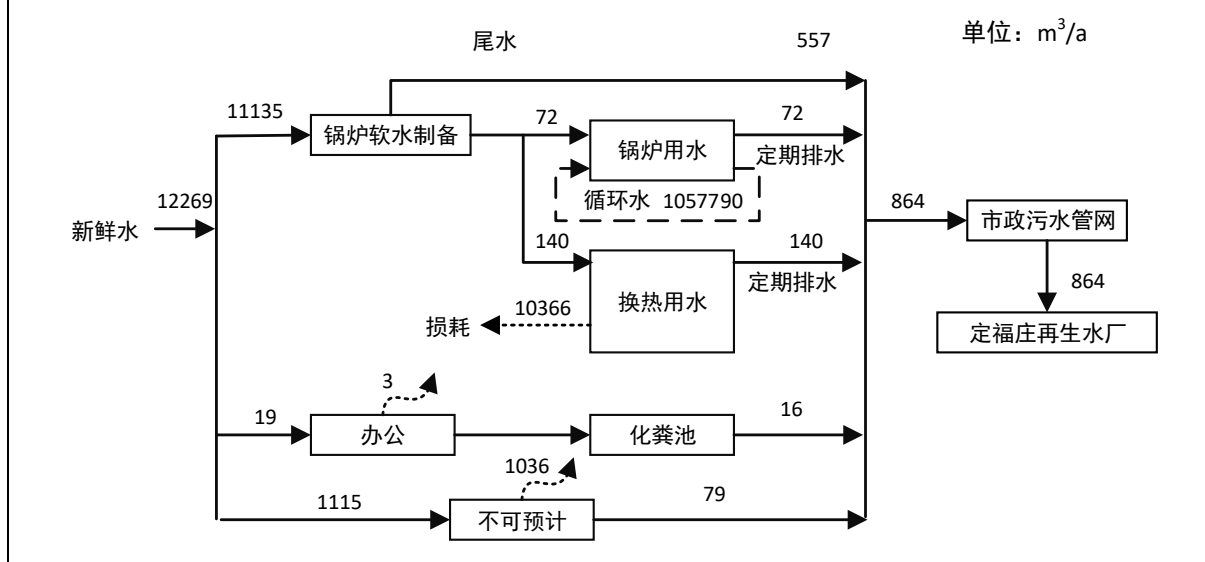 尾水
557
单位：m³/a
11135
锅炉软水制备
72
锅炉用水
72
定期排水
循环水 1057790
12269
新鲜水
864
市政污水管网
140
140
定期排水
换热用水
10366
损耗
864
定福庄再生水厂
3
19
办公
化粪池
16
1036
1115
不可预计
79